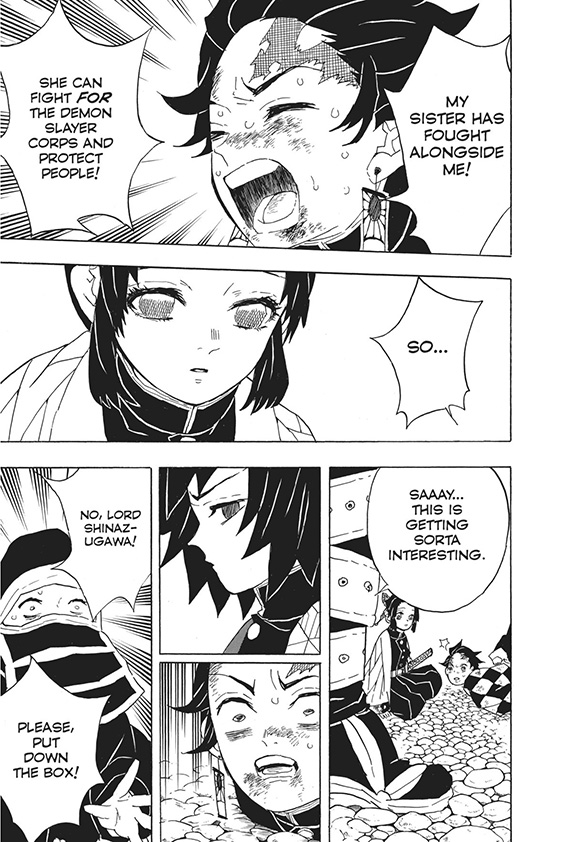 MY
SISTER HAS
FOUGHT
ALONGSIDE
ME!
SHE CAN
FIGHT FOR
THE DEMON
SLAYER
CORPS AND
PROTECT
PEOPLE!
SO...
SAAAY...
THIS IS
GETTING
SORTA
INTERESTING.
NO, LORD
SHINAZ-
UGAWA!
PLEASE,
PUT
DOWN
THE BOX!